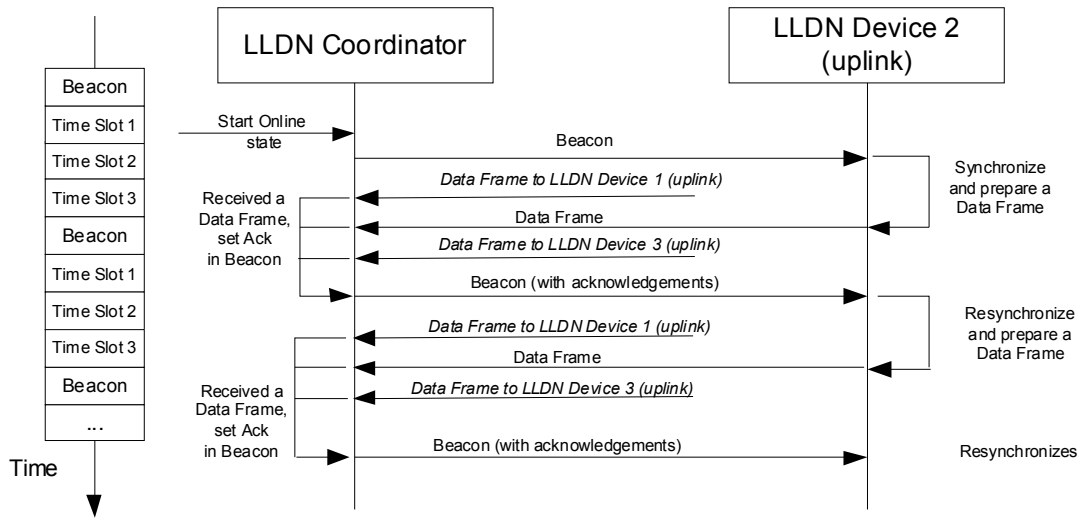 LLDN Coordinator
LLDN Device 2
(uplink)
Beacon
Time Slot 1
Time Slot 2
Time Slot 3
Beacon
Time Slot 1
Time Slot 2
Time Slot 3
Beacon
...
Time
Start Online
state
Beacon
Synchronize
and prepare a
Data Frame
Data Frame to LLDN Device 1 (uplink)
Received a
Data Frame,
set Ack
in Beacon
Data Frame
Data Frame to LLDN Device 3 (uplink)
Beacon (with acknowledgements)
Resynchronize
and prepare a
Data Frame
Data Frame to LLDN Device 1 (uplink)
Data Frame
Received a
Data Frame,
set Ack
in Beacon
Data Frame to LLDN Device 3 (uplink)
Beacon (with acknowledgements)
Resynchronizes